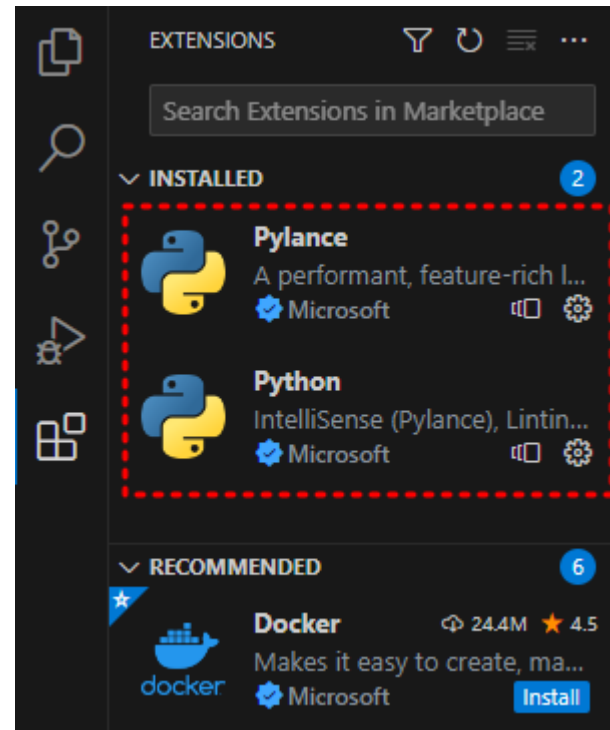 EXTENSIONS
Search Extensions in Marketplace
INSTALLED 2
Pylance
A performant, feature-rich l...
Microsoft
Python
IntelliSense (Pylance), Lintin...
Microsoft
RECOMMENDED 6
Docker 24.4M 4.5
Makes it easy to create, ma...
docker
Microsoft Install